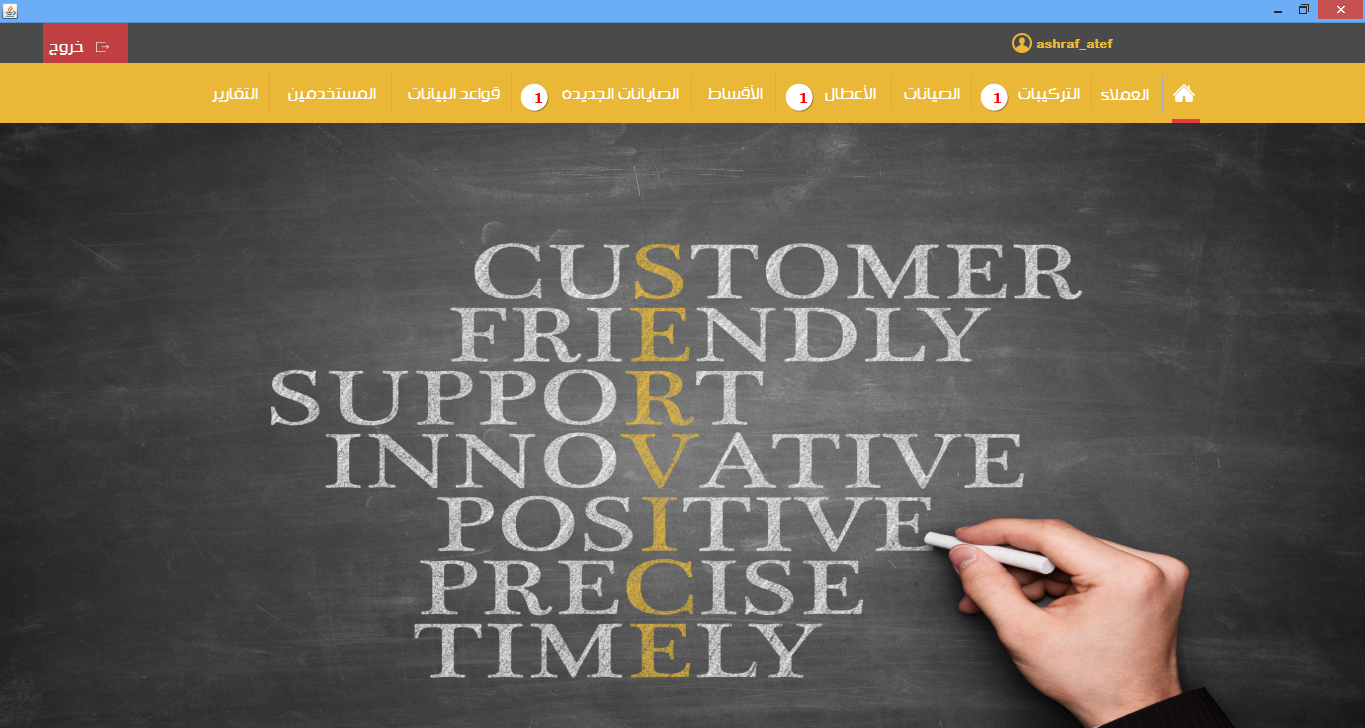 ashraf_atef خروج
العملاء التركيبات 1 الصيانات الأعطال 1 الأقساط الصايانات الجديده 1 قواعد البيانات المستخدمين التقارير
CUSTOMER
FRIENDLY
SUPPORT
INNOVATIVE
POSITIVE
PRECISE
TIMELY